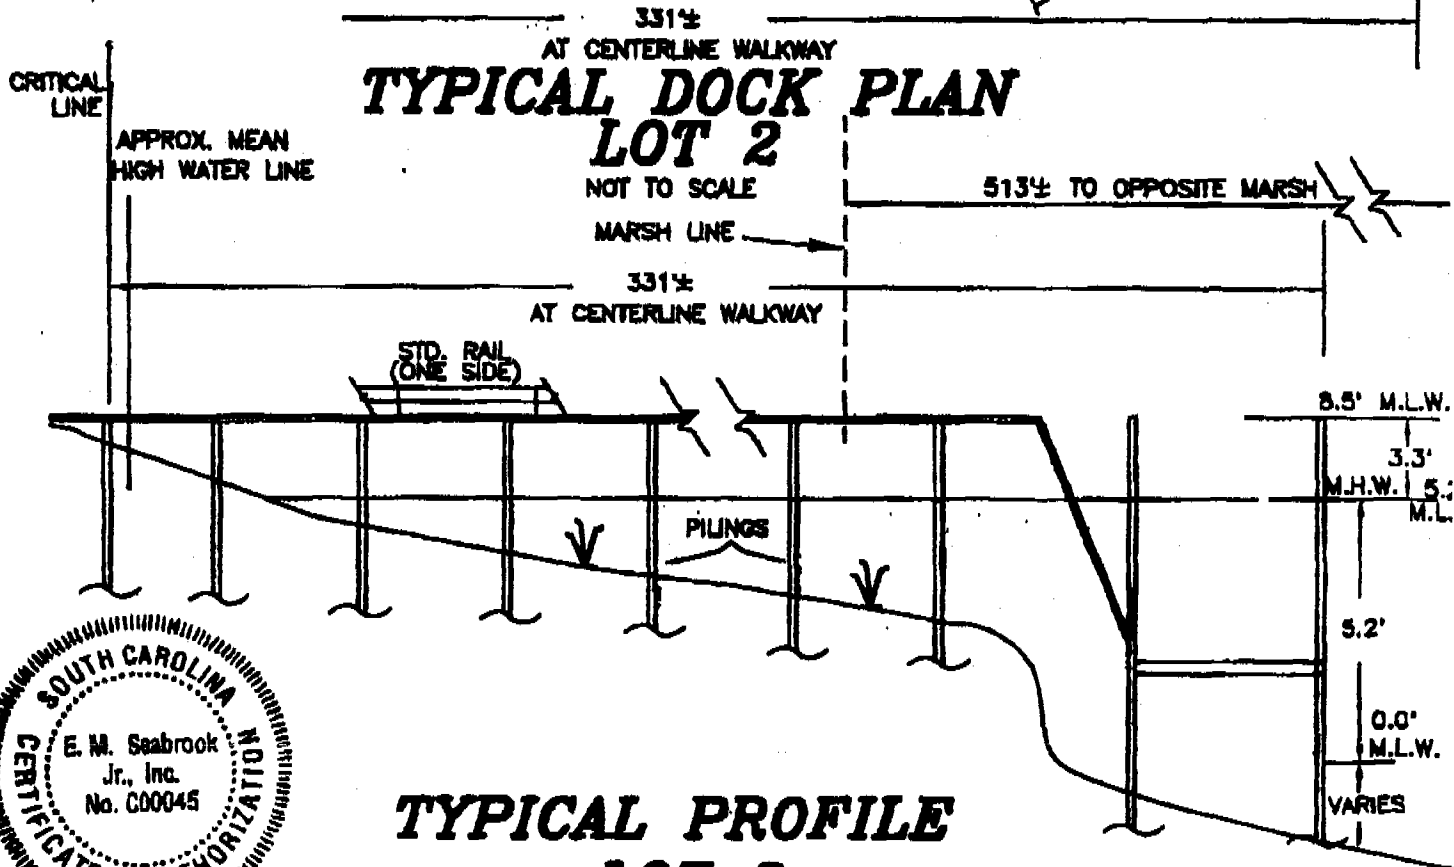 331'±
AT CENTERLINE WALKWAY
TYPICAL DOCK PLAN
LOT 2
NOT TO SCALE
CRITICAL
LINE
APPROX. MEAN
HIGH WATER LINE
513'± TO OPPOSITE MARSH
MARSH LINE
331'±
AT CENTERLINE WALKWAY
STD. RAIL
(ONE SIDE)
8.5' M.L.W.
3.3'
M.H.W. 5.2
M.L.
PILINGS
5.2'
0.0'
M.L.W.
VARIES
SOUTH CAROLINA
CERTIFICATE AUTHORIZATION
E. M. Seabrook
Jr., Inc.
No. C00045
TYPICAL PROFILE